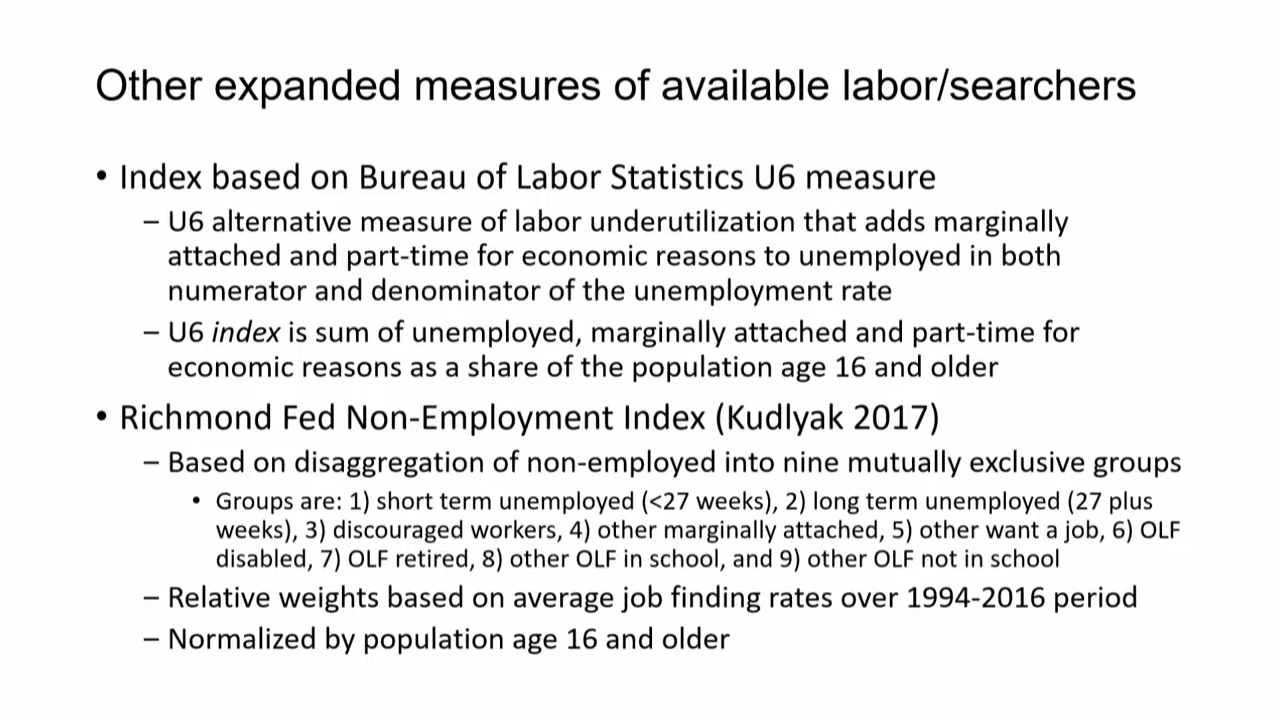 Other expanded measures of available labor/searchers
• Index based on Bureau of Labor Statistics U6 measure
– U6 alternative measure of labor underutilization that adds marginally
attached and part-time for economic reasons to unemployed in both
numerator and denominator of the unemployment rate
– U6 index is sum of unemployed, marginally attached and part-time for
economic reasons as a share of the population age 16 and older
• Richmond Fed Non-Employment Index (Kudlyak 2017)
– Based on disaggregation of non-employed into nine mutually exclusive groups
• Groups are: 1) short term unemployed (<27 weeks), 2) long term unemployed (27 plus
weeks), 3) discouraged workers, 4) other marginally attached, 5) other want a job, 6) OLF
disabled, 7) OLF retired, 8) other OLF in school, and 9) other OLF not in school
– Relative weights based on average job finding rates over 1994-2016 period
– Normalized by population age 16 and older